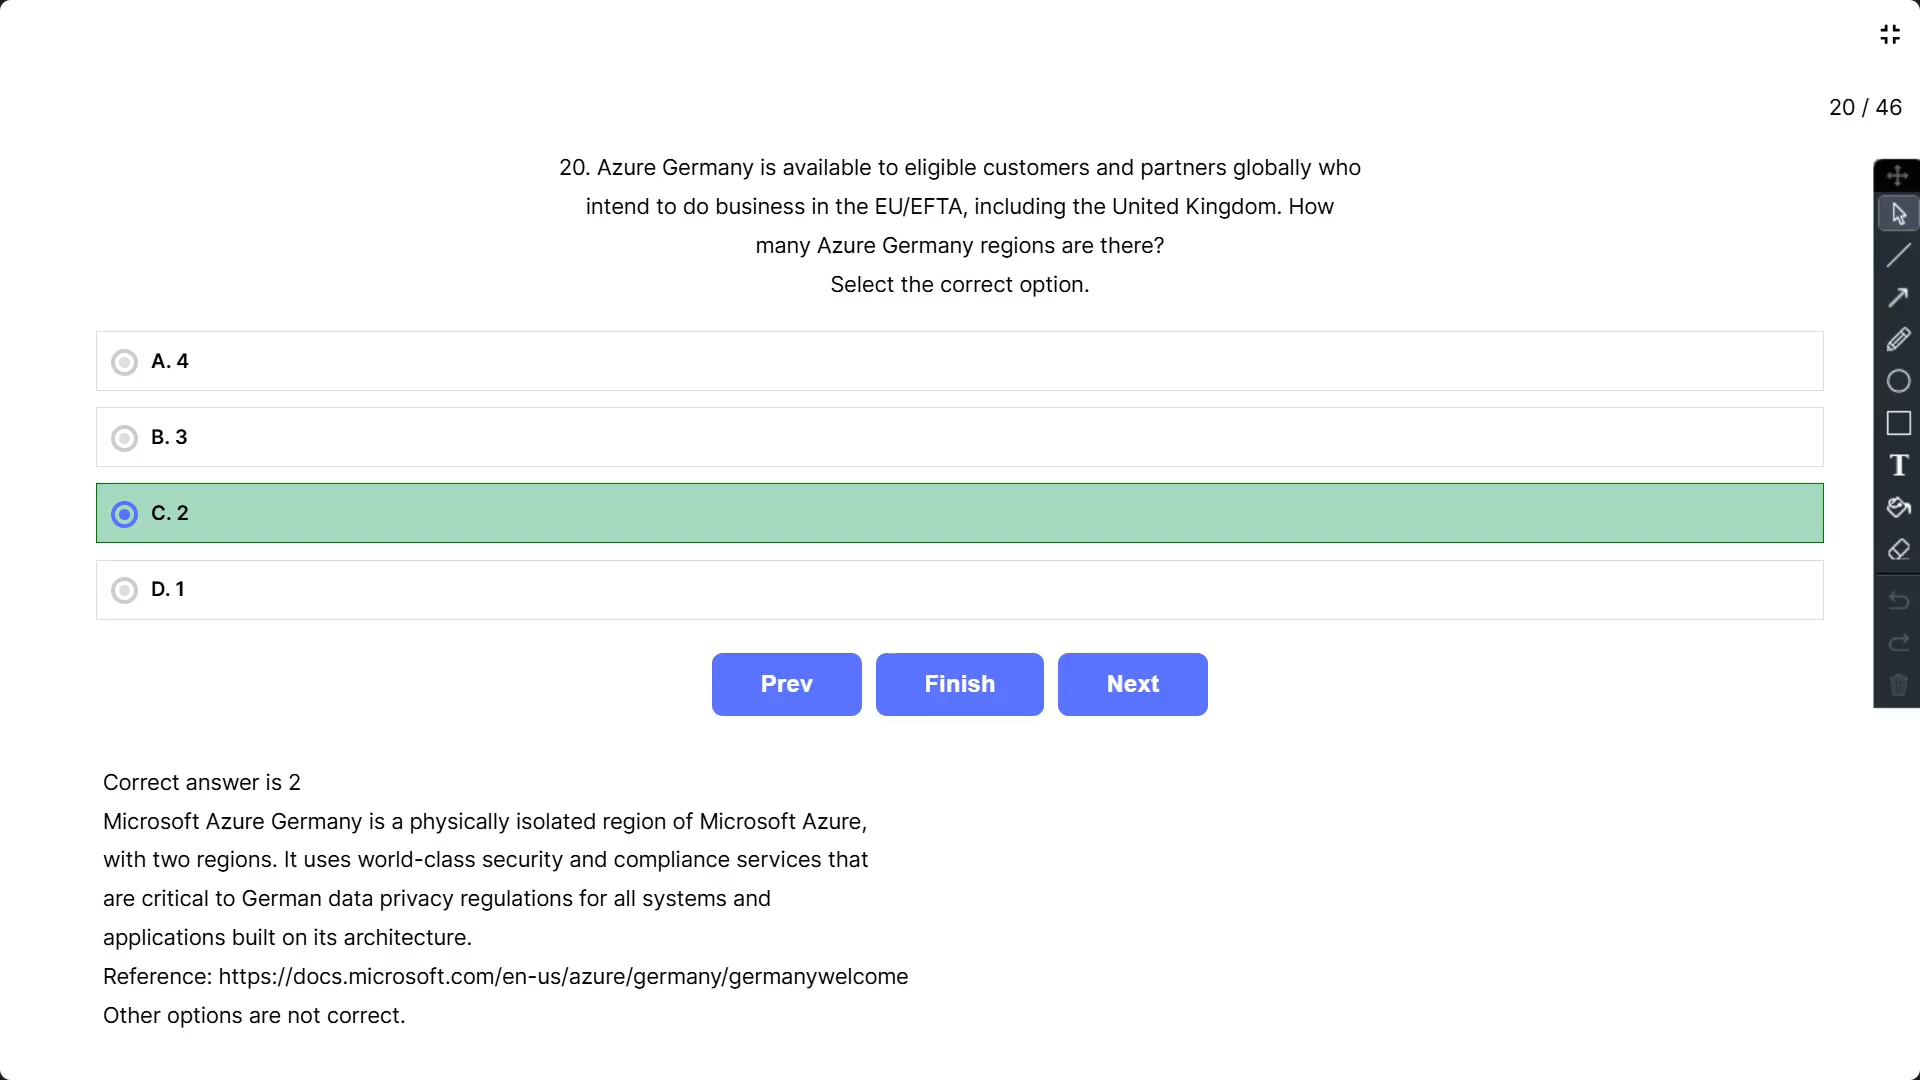 20 / 46
20. Azure Germany is available to eligible customers and partners globally who
intend to do business in the EU/EFTA, including the United Kingdom. How
many Azure Germany regions are there?
Select the correct option.
A. 4
B. 3
C. 2
D. 1
T
Prev
Finish
Next
Correct answer is 2
Microsoft Azure Germany is a physically isolated region of Microsoft Azure,
with two regions. It uses world-class security and compliance services that
are critical to German data privacy regulations for all systems and
applications built on its architecture.
Reference: https://docs.microsoft.com/en-us/azure/germany/germanywelcome
Other options are not correct.